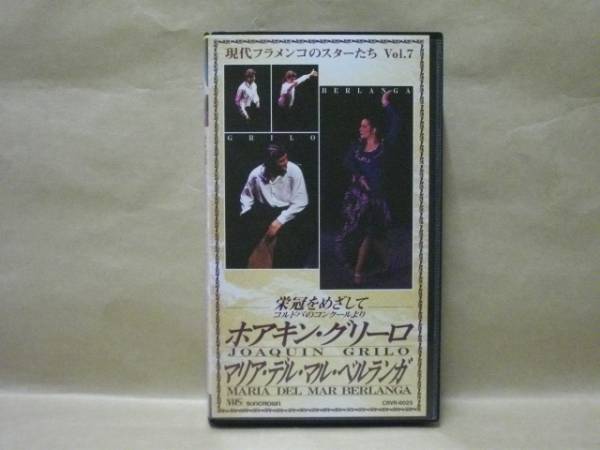 現代フラメンコのスターたち Vol.7
BERLANGA
GRILO
栄冠をめざして
コルドバのコンクールより
ホアキン・グリーロ
JOAQUIN GRILO
マリア・デル・マル・ベルランガ
MARIA DEL MAR BERLANGA
VHS SONCROWN CRVK-6025